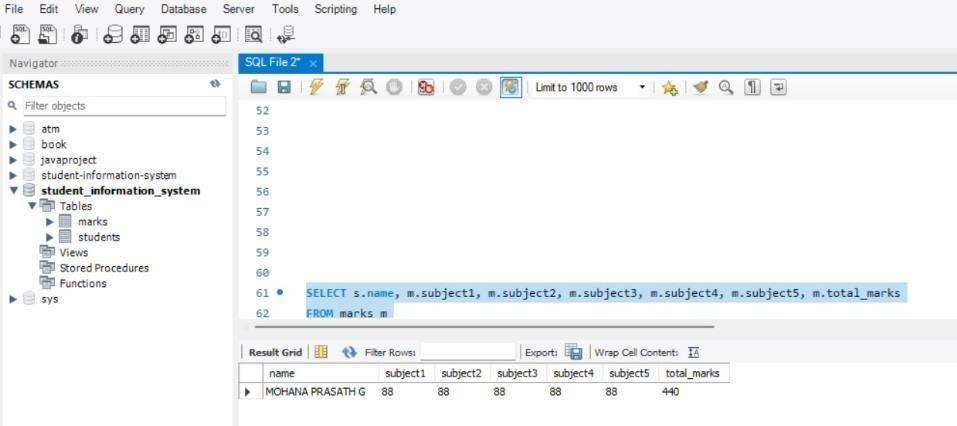 File Edit View Query Database Server Tools Scripting Help
Navigator
SQL File 2* ×
SCHEMAS
Limit to 1000 rows
Filter objects
atm
book
javaproject
student-information-system
student_information_system
Tables
marks
students
Views
Stored Procedures
Functions
sys
52
53
54
55
56
57
58
59
60
61 SELECT s.name, m.subject1, m.subject2, m.subject3, m.subject4, m.subject5, m.total_marks
62 FROM marks m
Result Grid Filter Rows: Export: Wrap Cell Content: IA
name subject1 subject2 subject3 subject4 subject5 total_marks
MOHANA PRASATH G 88 88 88 88 88 440